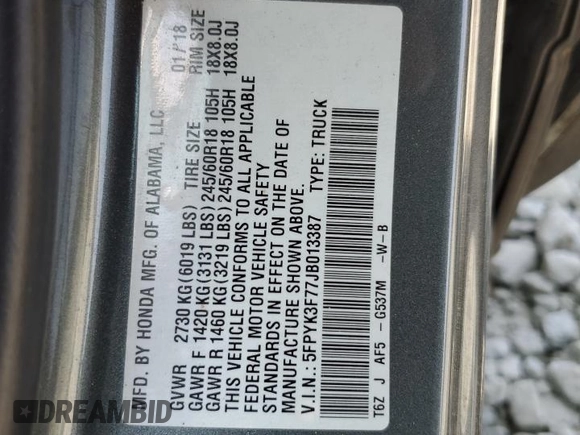 MFD. BY HONDA MFG. OF ALABAMA, LLC 01/18
GVWR 2730 KG(6019 LBS) TIRE SIZE RIM SIZE
GAWR F 1420 KG(3131 LBS) 245/60R18 105H 18X8.0J
GAWR R 1460 KG(3219 LBS) 245/60R18 105H 18X8.0J
THIS VEHICLE CONFORMS TO ALL APPLICABLE
FEDERAL MOTOR VEHICLE SAFETY
STANDARDS IN EFFECT ON THE DATE OF
MANUFACTURE SHOWN ABOVE.
V.I.N.: 5FPYK3F77JB013387 TYPE: TRUCK
T6Z J AF5 -G537M -W-B
DREAMBID